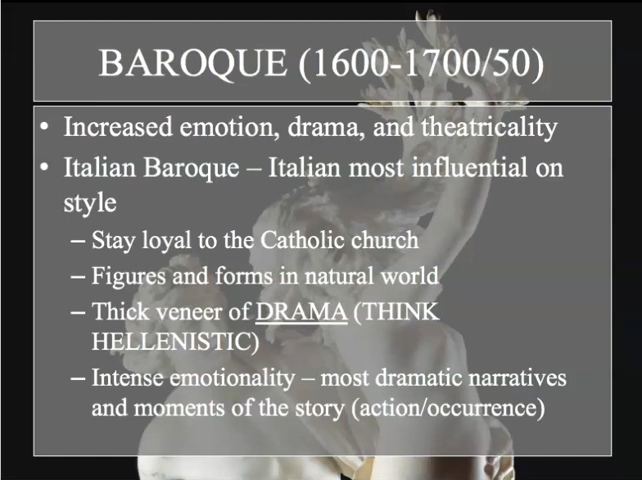 BAROQUE (1600-1700/50)
• Increased emotion, drama, and theatricality
• Italian Baroque – Italian most influential on
style
– Stay loyal to the Catholic church
– Figures and forms in natural world
– Thick veneer of DRAMA (THINK
HELLENISTIC)
– Intense emotionality – most dramatic narratives
and moments of the story (action/occurrence)